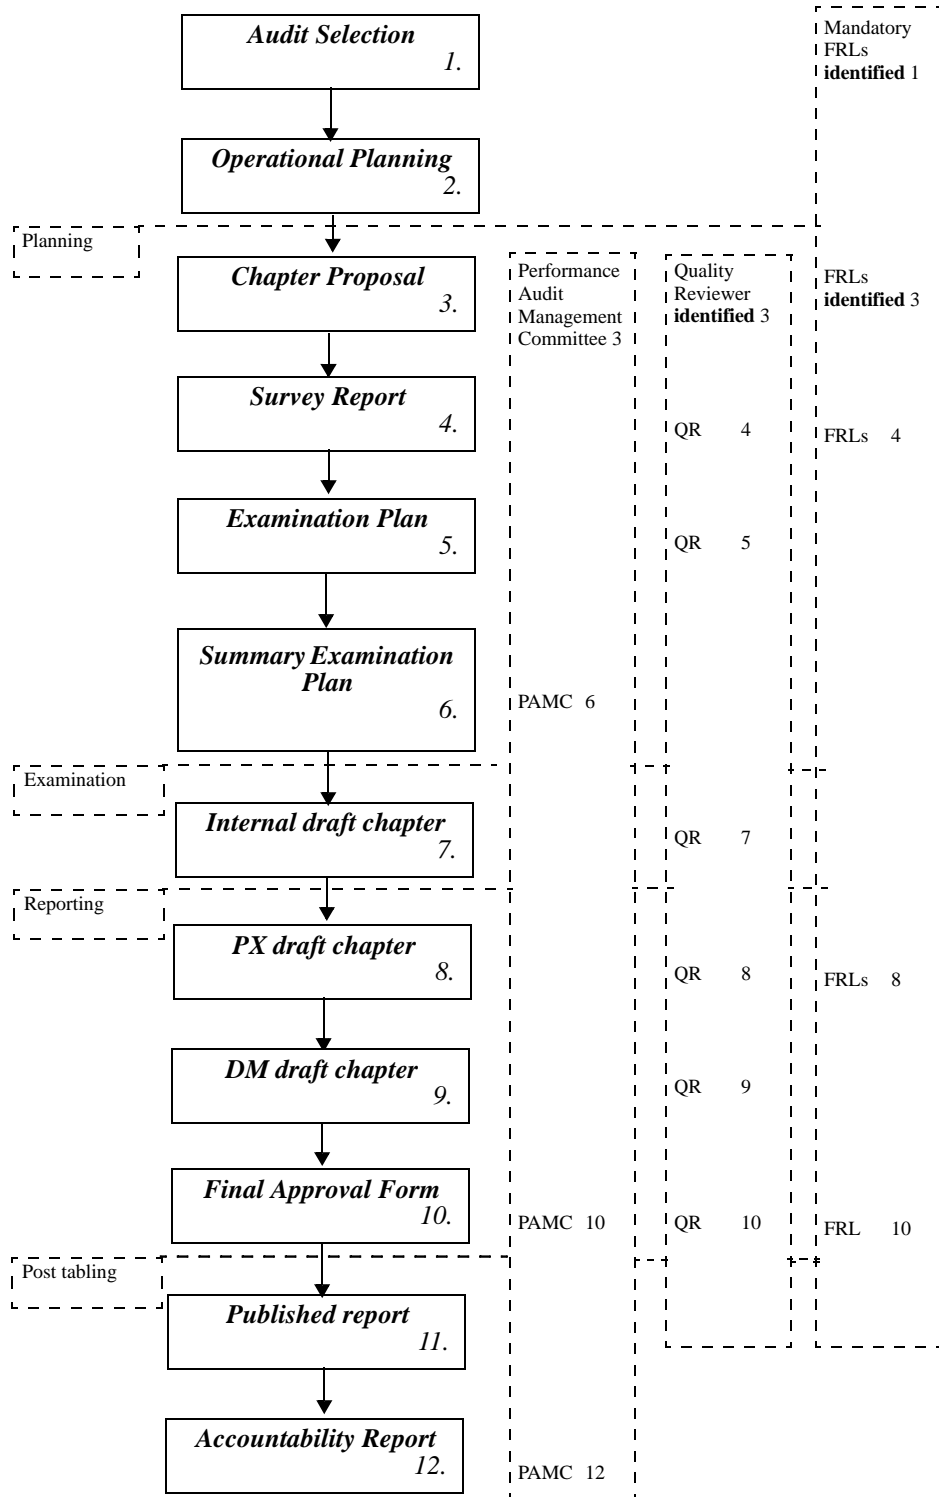 Audit Selection
1.
Mandatory
FRLs
identified 1
Operational Planning
2.
Planning
Chapter Proposal
3.
Performance
Audit
Management
Committee 3
Quality
Reviewer
identified 3
FRLs
identified 3
Survey Report
4.
QR 4
FRLs 4
Examination Plan
5.
QR 5
Summary Examination
Plan
6.
PAMC 6
Examination
Internal draft chapter
7.
QR 7
Reporting
PX draft chapter
8.
QR 8
FRLs 8
DM draft chapter
9.
QR 9
Final Approval Form
10.
PAMC 10
QR 10
FRL 10
Post tabling
Published report
11.
Accountability Report
12.
PAMC 12